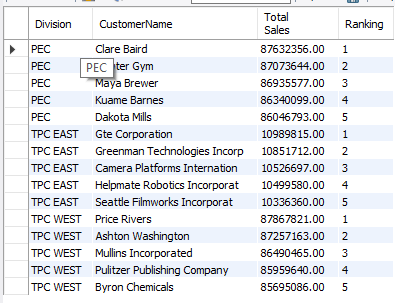 Division CustomerName Total Sales Ranking
PEC Clare Baird 87632356.00 1
PEC Gym 87073644.00 2
PEC
PEC Maya Brewer 86935577.00 3
PEC Kuame Barnes 86340099.00 4
PEC Dakota Mills 86046793.00 5
TPC EAST Gte Corporation 10989815.00 1
TPC EAST Greenman Technologies Incorp 10851712.00 2
TPC EAST Camera Platforms Internation 10526697.00 3
TPC EAST Helpmate Robotics Incorporat 10499580.00 4
TPC EAST Seattle Filmworks Incorporat 10336360.00 5
TPC WEST Price Rivers 87867821.00 1
TPC WEST Ashton Washington 87257163.00 2
TPC WEST Mullins Incorporated 86490465.00 3
TPC WEST Pulitzer Publishing Company 85959640.00 4
TPC WEST Byron Chemicals 85695086.00 5